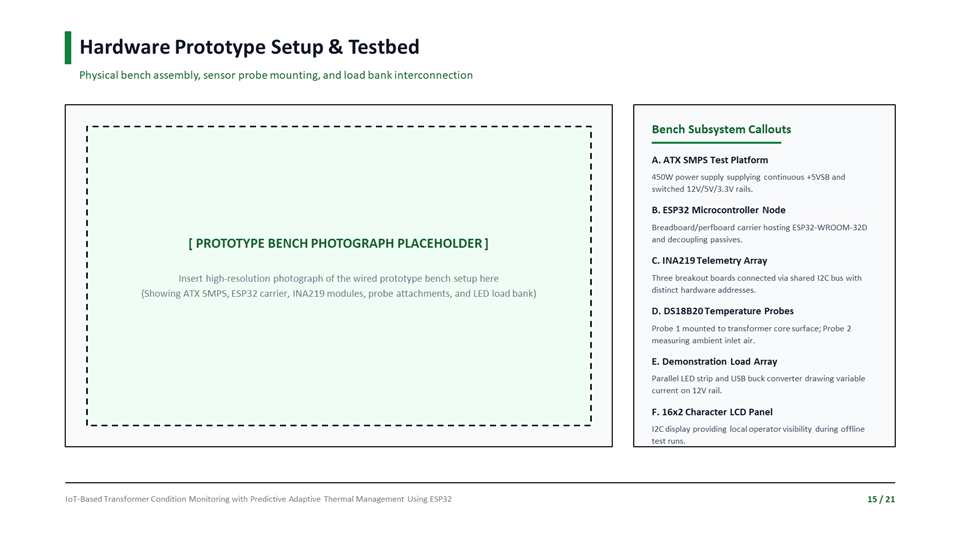 Hardware Prototype Setup & Testbed
Physical bench assembly, sensor probe mounting, and load bank interconnection
[ PROTOTYPE BENCH PHOTOGRAPH PLACEHOLDER ]
Insert high-resolution photograph of the wired prototype bench setup here
(Showing ATX SMPS, ESP32 carrier, INA219 modules, probe attachments, and LED load bank)
Bench Subsystem Callouts
A. ATX SMPS Test Platform
450W power supply supplying continuous +5VSB and
switched 12V/5V/3.3V rails.
B. ESP32 Microcontroller Node
Breadboard/perfboard carrier hosting ESP32-WROOM-32D
and decoupling passives.
C. INA219 Telemetry Array
Three breakout boards connected via shared I2C bus with
distinct hardware addresses.
D. DS18B20 Temperature Probes
Probe 1 mounted to transformer core surface; Probe 2
measuring ambient inlet air.
E. Demonstration Load Array
Parallel LED strip and USB buck converter drawing variable
current on 12V rail.
F. 16x2 Character LCD Panel
I2C display providing local operator visibility during offline
test runs.
IoT-Based Transformer Condition Monitoring with Predictive Adaptive Thermal Management Using ESP32
15 / 21